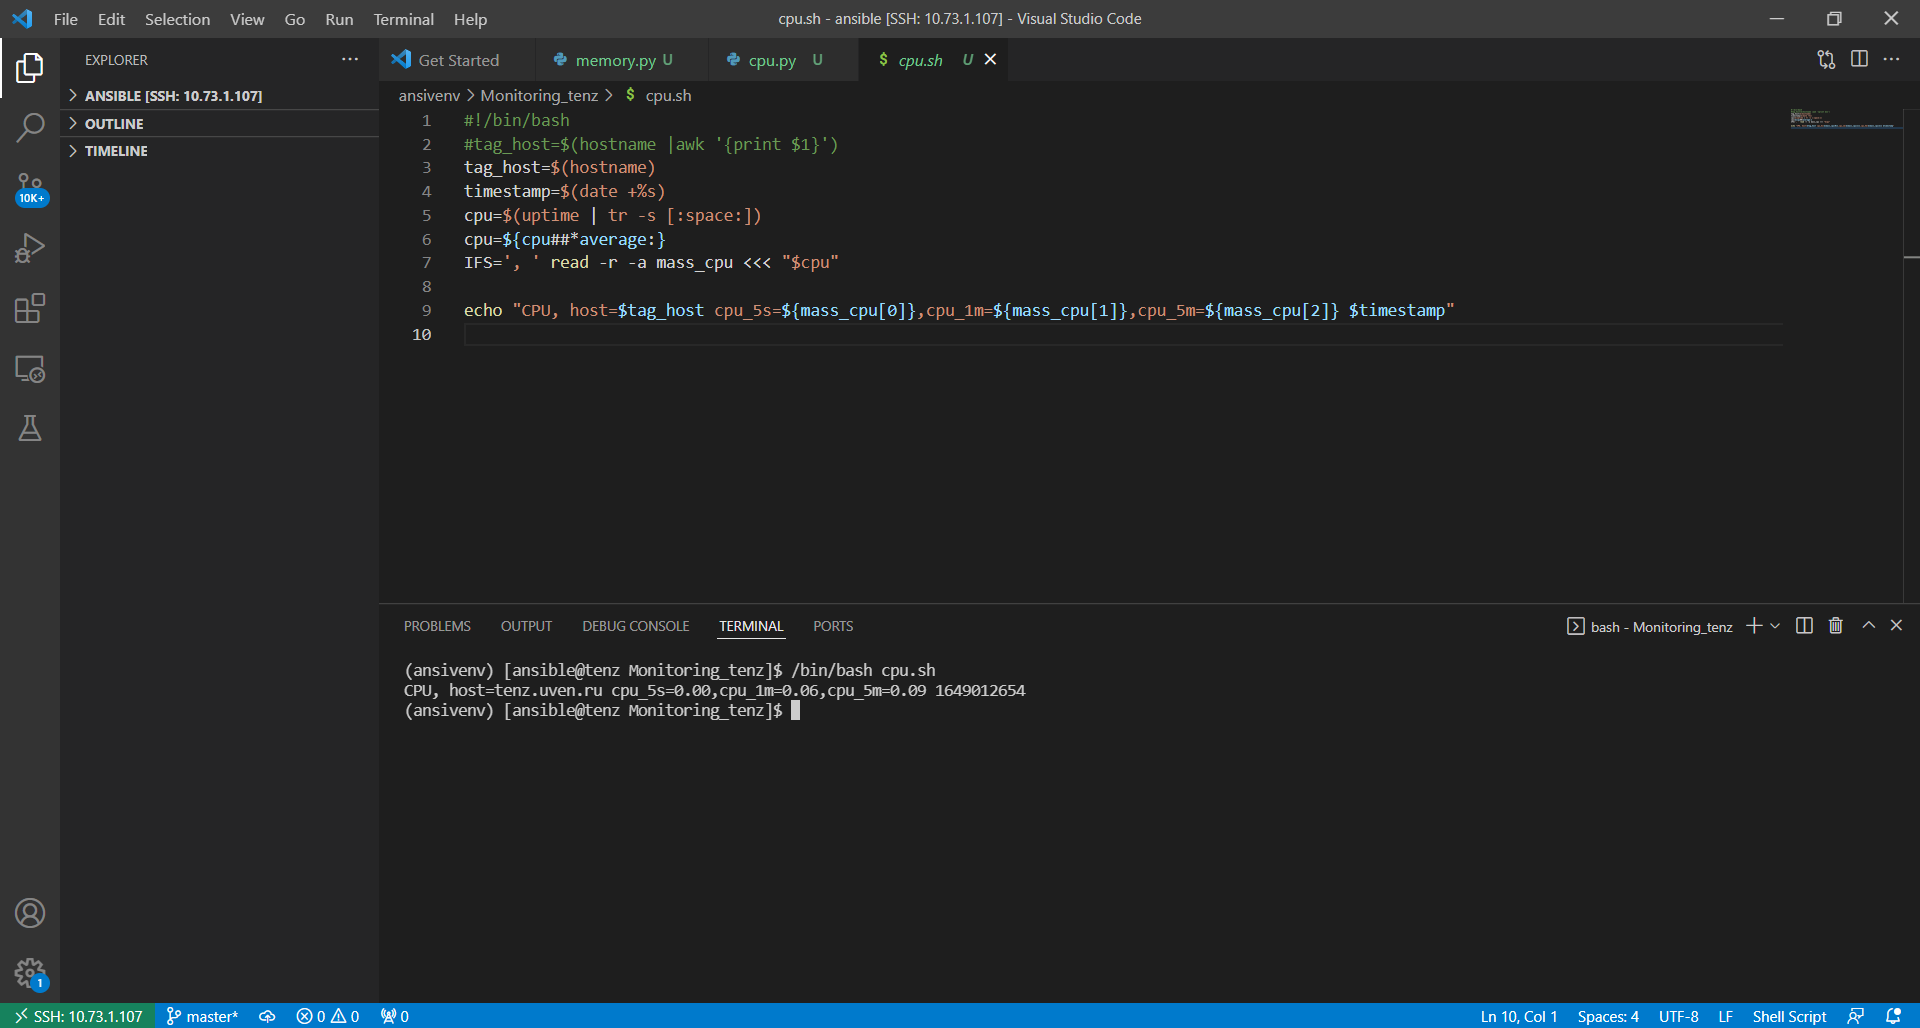 File Edit Selection View Go Run Terminal Help
cpu.sh - ansible [SSH: 10.73.1.107] - Visual Studio Code
EXPLORER
ANSIBLE [SSH: 10.73.1.107]
OUTLINE
TIMELINE
10K+
1
Get Started memory.py U cpu.py U $ cpu.sh U
ansivenv > Monitoring_tenz > $ cpu.sh
1 #!/bin/bash
2 #tag_host=$(hostname |awk '{print $1}')
3 tag_host=$(hostname)
4 timestamp=$(date +%s)
5 cpu=$(uptime | tr -s [:space:])
6 cpu=${cpu##*average:}
7 IFS=', ' read -r -a mass_cpu <<< "$cpu"
8
9 echo "CPU, host=$tag_host cpu_5s=${mass_cpu[0]},cpu_1m=${mass_cpu[1]},cpu_5m=${mass_cpu[2]} $timestamp"
10
PROBLEMS OUTPUT DEBUG CONSOLE TERMINAL PORTS
bash - Monitoring_tenz
(ansivenv) [ansible@tenz Monitoring_tenz]$ /bin/bash cpu.sh
CPU, host=tenz.uven.ru cpu_5s=0.00,cpu_1m=0.06,cpu_5m=0.09 1649012654
(ansivenv) [ansible@tenz Monitoring_tenz]$
SSH: 10.73.1.107 master* 0 0 0
Ln 10, Col 1 Spaces: 4 UTF-8 LF Shell Script